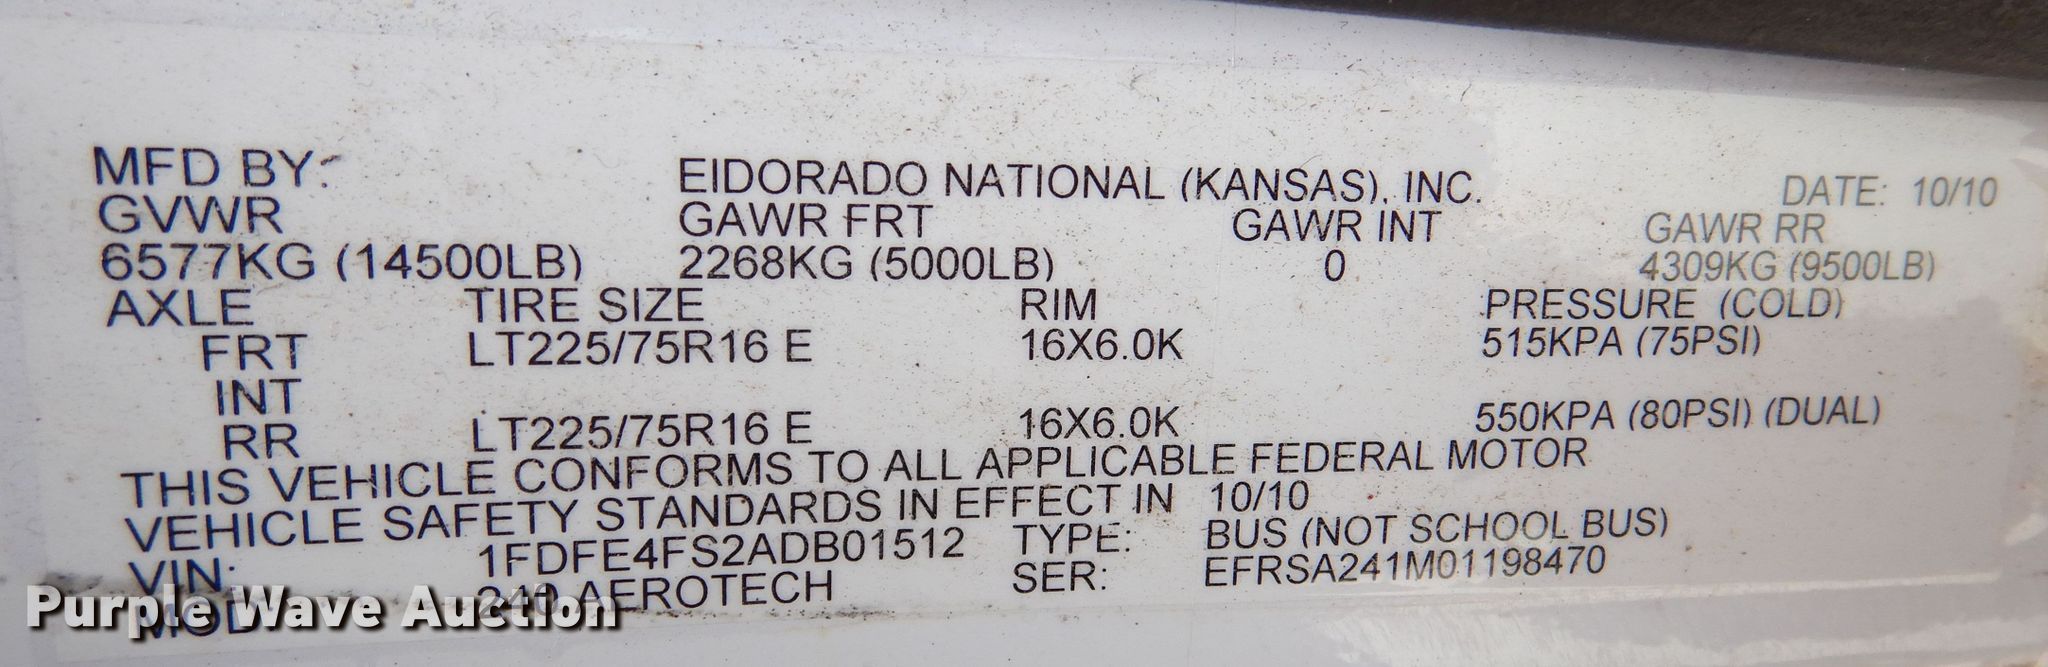 MFD BY: EIDORADO NATIONAL (KANSAS), INC. DATE: 10/10
GVWR GAWR FRT GAWR INT GAWR RR
6577KG (14500LB) 2268KG (5000LB) 0 4309KG (9500LB)
AXLE TIRE SIZE RIM PRESSURE (COLD)
FRT LT225/75R16 E 16X6.0K 515KPA (75PSI)
INT
RR LT225/75R16 E 16X6.0K 550KPA (80PSI) (DUAL)
THIS VEHICLE CONFORMS TO ALL APPLICABLE FEDERAL MOTOR
VEHICLE SAFETY STANDARDS IN EFFECT IN 10/10
VIN: 1FDFE4FS2ADB01512 TYPE: BUS (NOT SCHOOL BUS)
MOD: 240 AEROTECH SER: EFRSA241M01198470
Purple Wave Auction